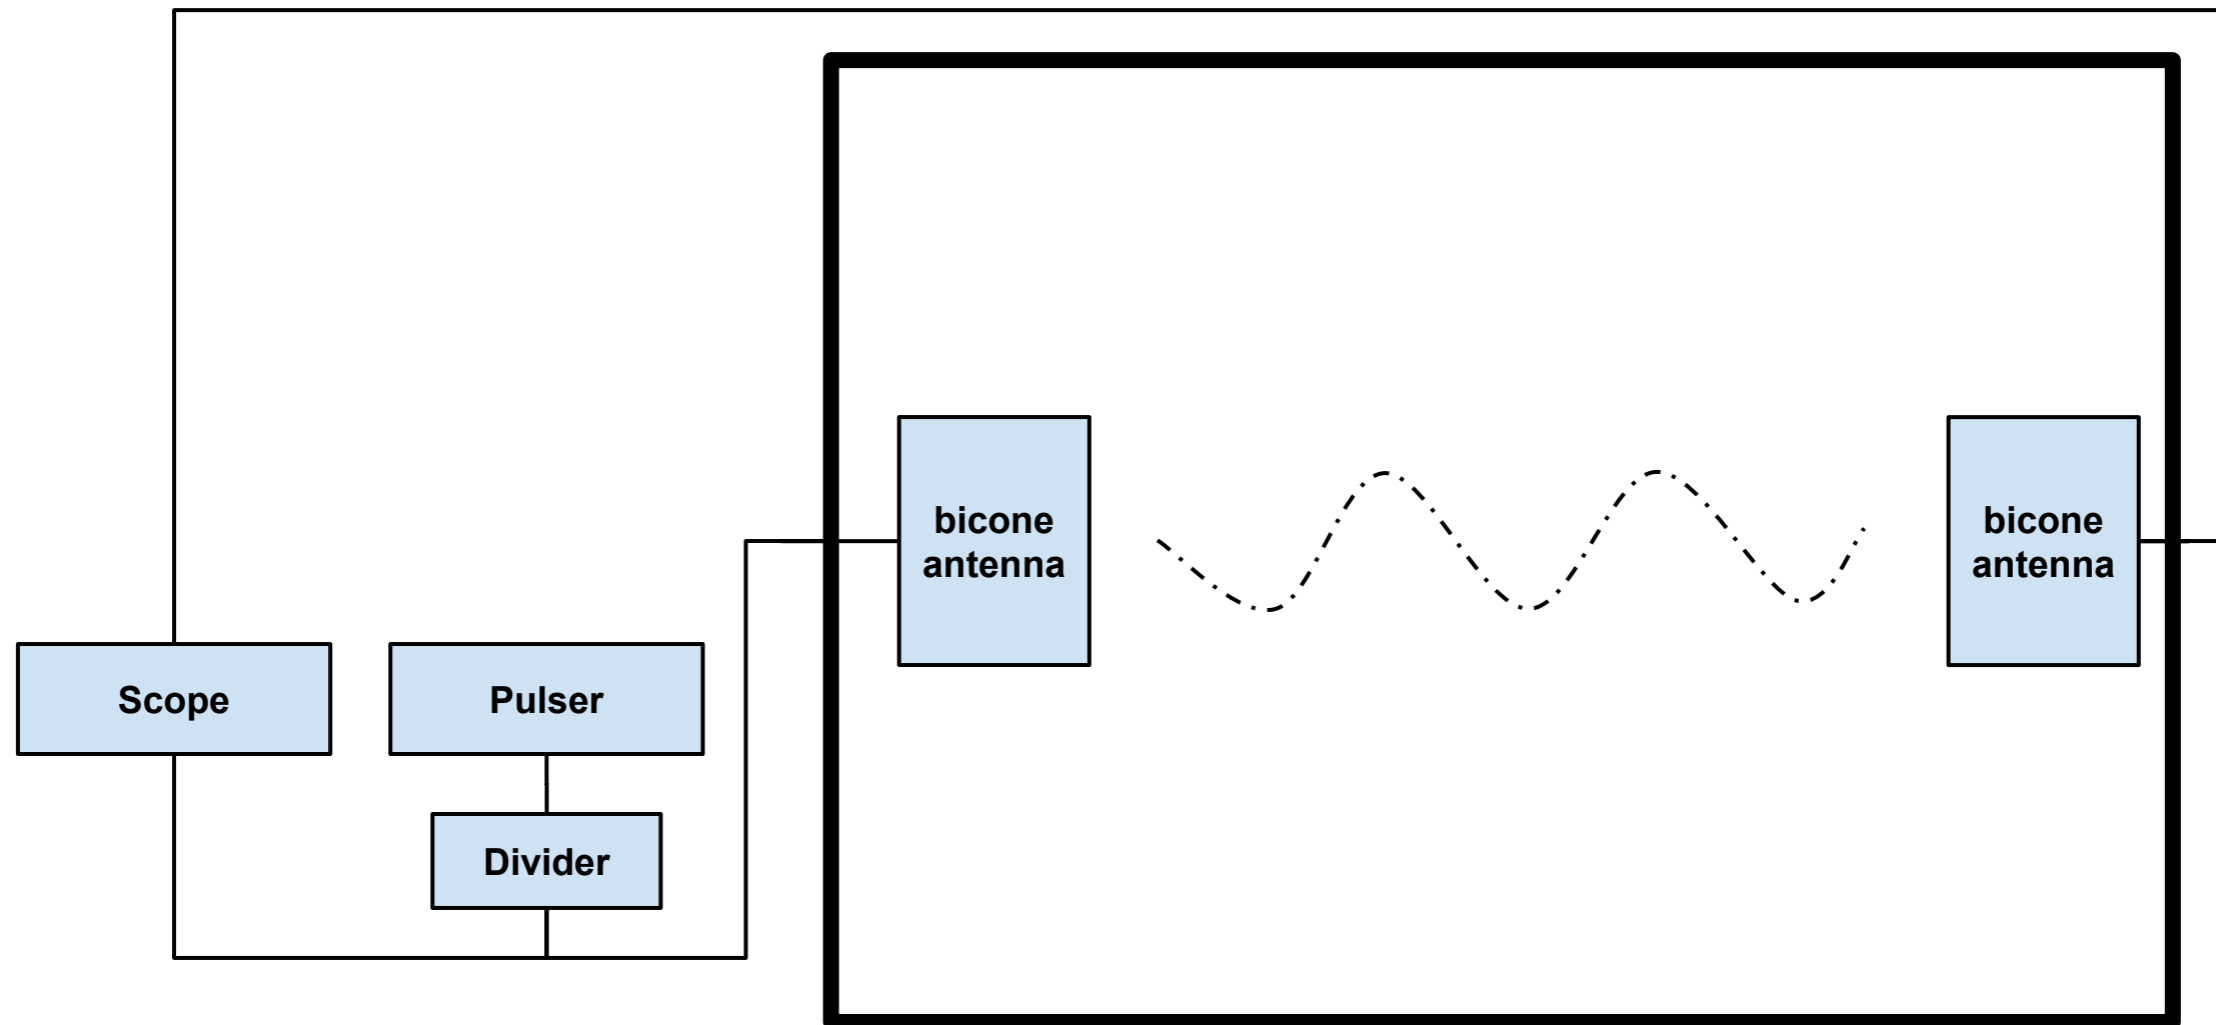 bicone
antenna
bicone
antenna
Scope
Pulser
Divider